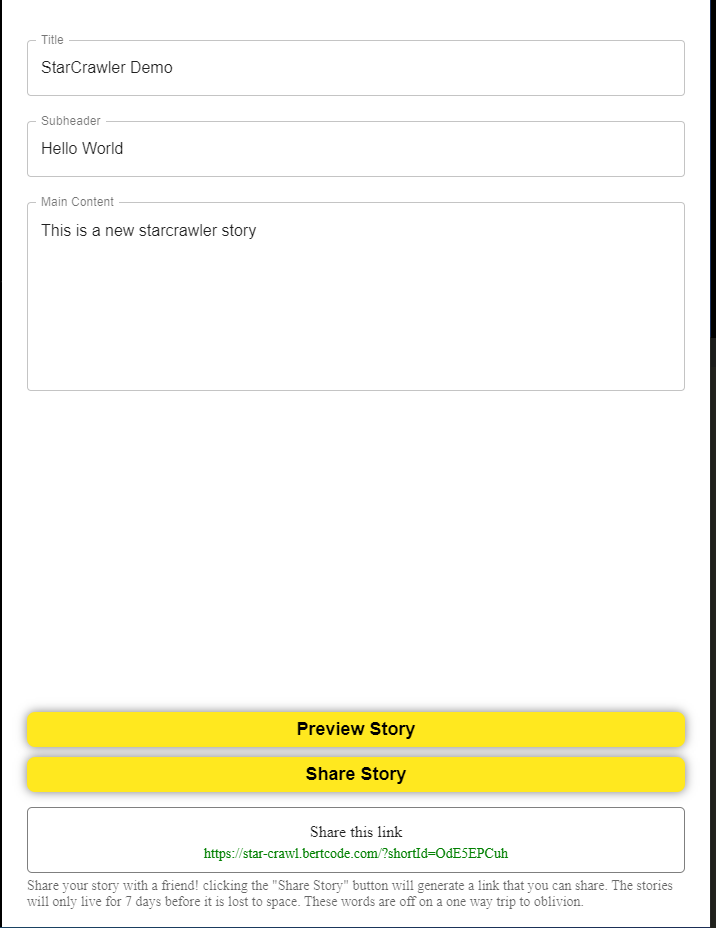 Title
StarCrawler Demo
Subheader
Hello World
Main Content
This is a new starcrawler story
Preview Story
Share Story
Share this link
https://star-crawl.bertcode.com/?shortId=OdE5EPCuh
Share your story with a friend! clicking the "Share Story" button will generate a link that you can share. The stories
will only live for 7 days before it is lost to space. These words are off on a one way trip to oblivion.